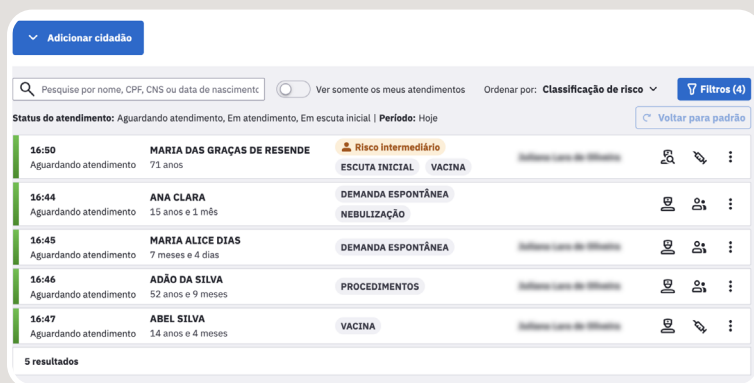 Adicionar cidadão
Pesquise por nome, CPF, CNS ou data de nascimento
Ver somente os meus atendimentos
Ordenar por: Classificação de risco
Filtros (4)
Status do atendimento: Aguardando atendimento, Em atendimento, Em escuta inicial | Período: Hoje
Voltar para padrão
16:50 MARIA DAS GRAÇAS DE RESENDE Risco intermediário
Aguardando atendimento 71 anos ESCUTA INICIAL VACINA
16:44 ANA CLARA DEMANDA ESPONTÂNEA
Aguardando atendimento 15 anos e 1 mês NEBULIZAÇÃO
16:45 MARIA ALICE DIAS DEMANDA ESPONTÂNEA
Aguardando atendimento 7 meses e 4 dias
16:46 ADÃO DA SILVA PROCEDIMENTOS
Aguardando atendimento 52 anos e 9 meses
16:47 ABEL SILVA VACINA
Aguardando atendimento 14 anos e 4 meses
5 resultados